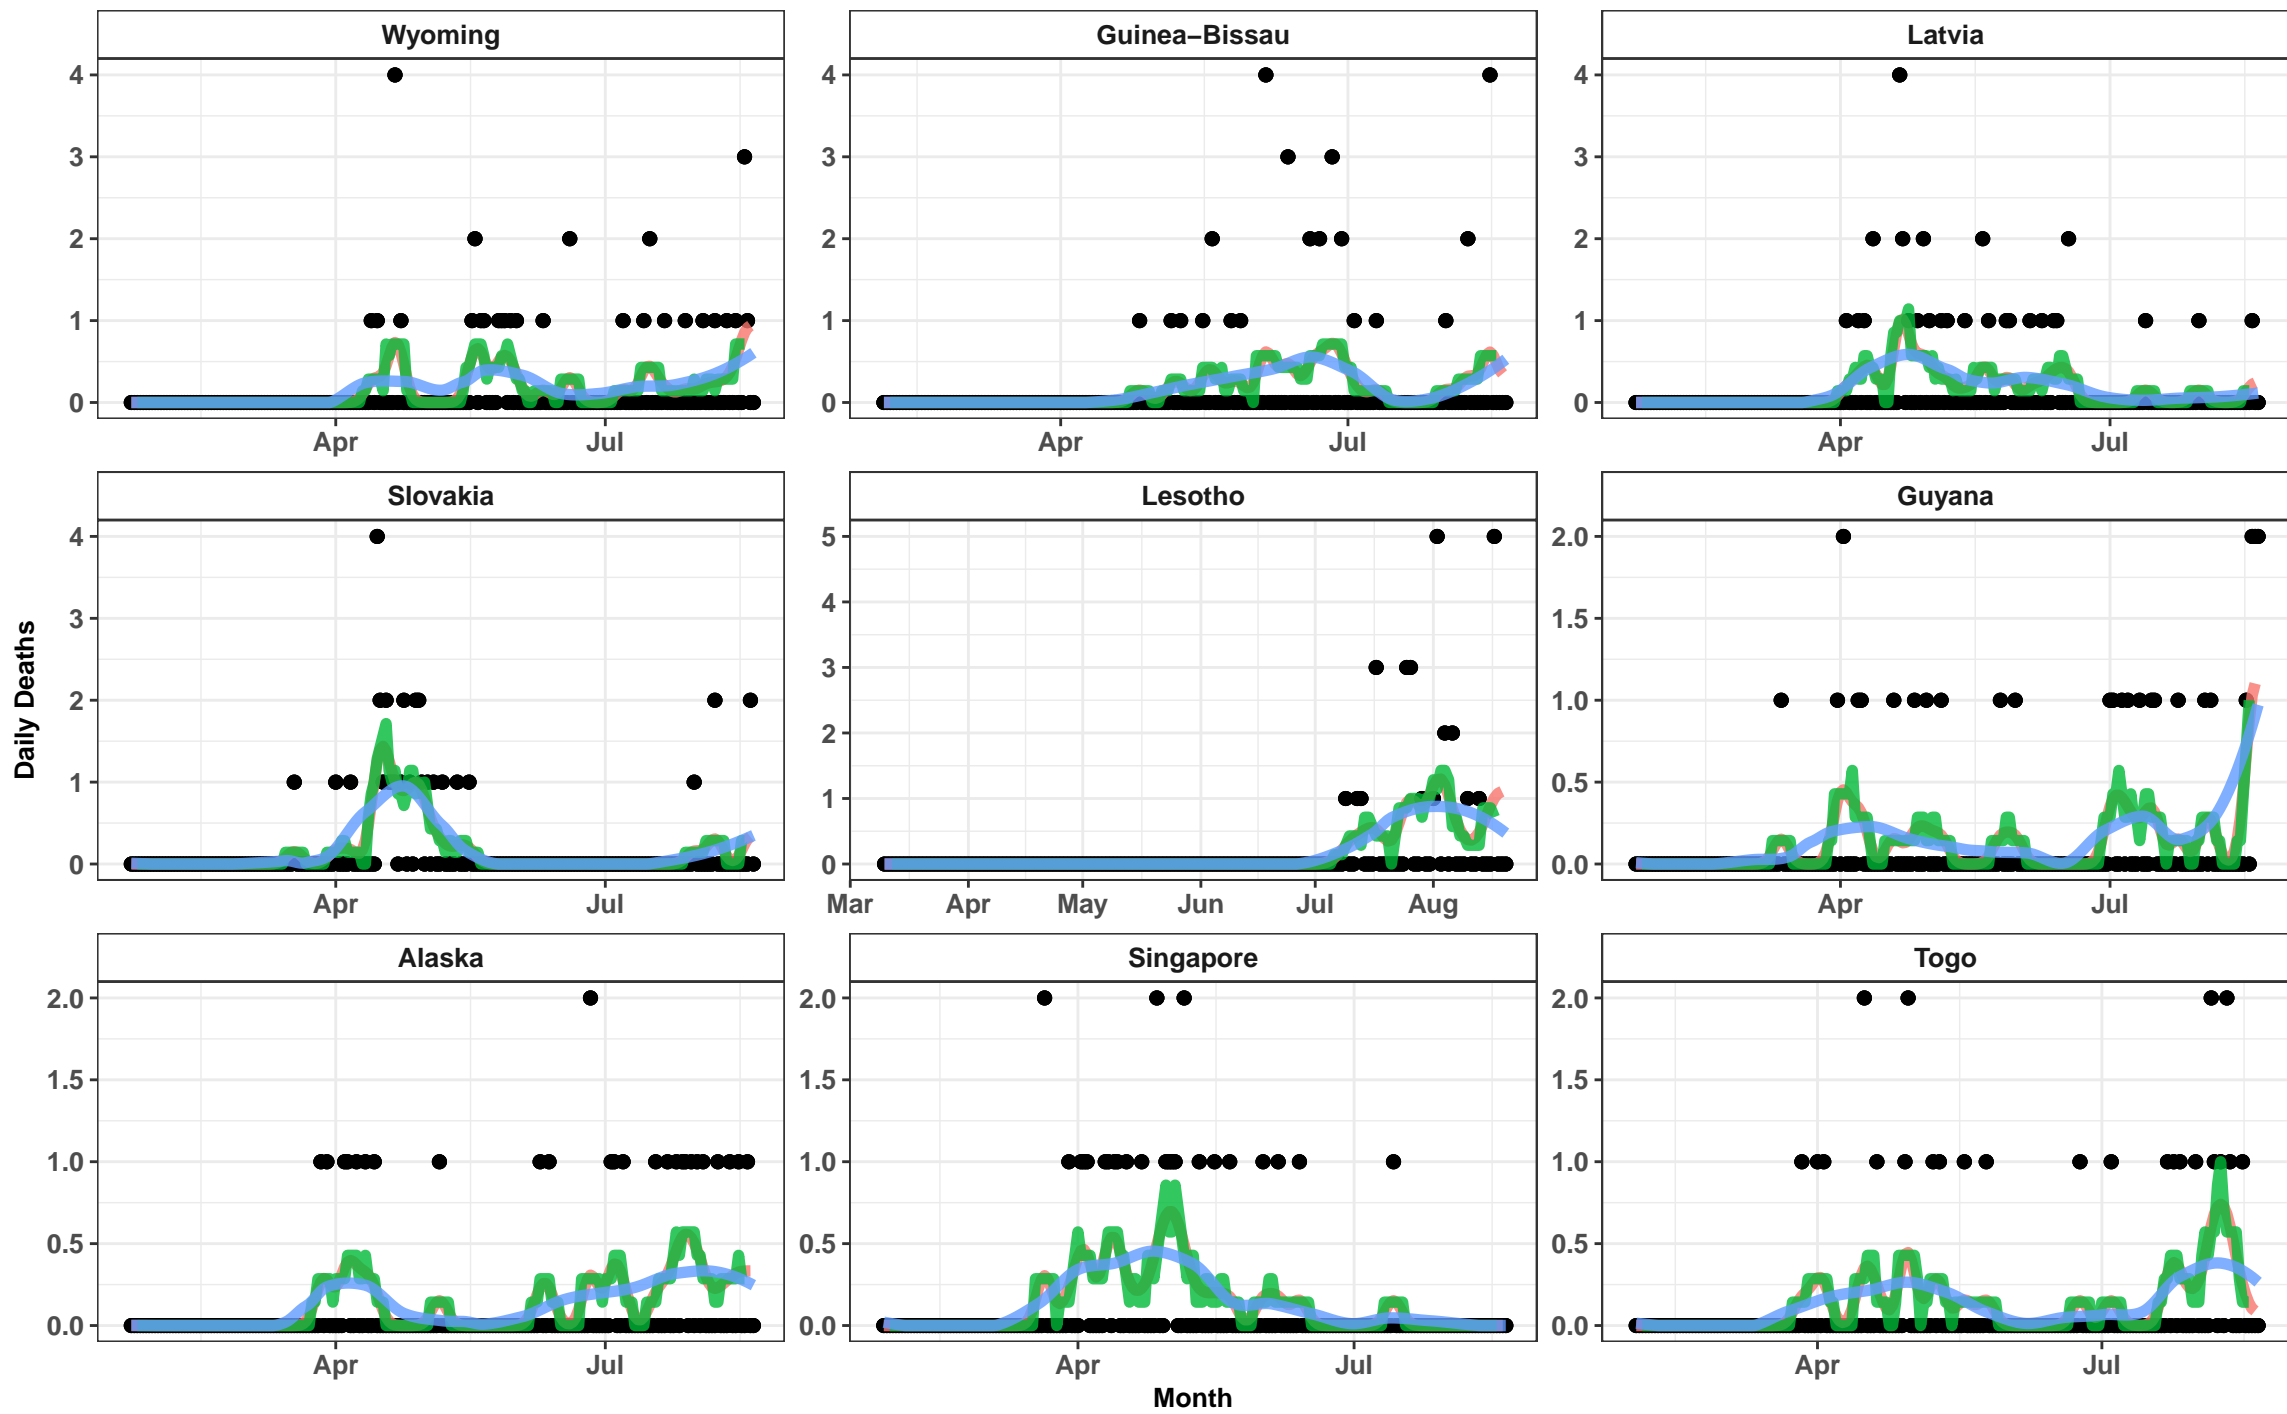 Wyoming
Guinea–Bissau
Latvia
4
3
2
1
0
4
3
2
1
0
4
3
2
1
0
Apr
Jul
Apr
Jul
Apr
Jul
Slovakia
Lesotho
Guyana
4
3
2
1
0
5
4
3
2
1
0
2.0
1.5
1.0
0.5
0.0
Apr
Jul
Mar
Apr
May
Jun
Jul
Aug
Apr
Jul
Alaska
Singapore
Togo
2.0
1.5
1.0
0.5
0.0
2.0
1.5
1.0
0.5
0.0
2.0
1.5
1.0
0.5
0.0
Apr
Jul
Apr
Jul
Apr
Jul
Daily Deaths
Month